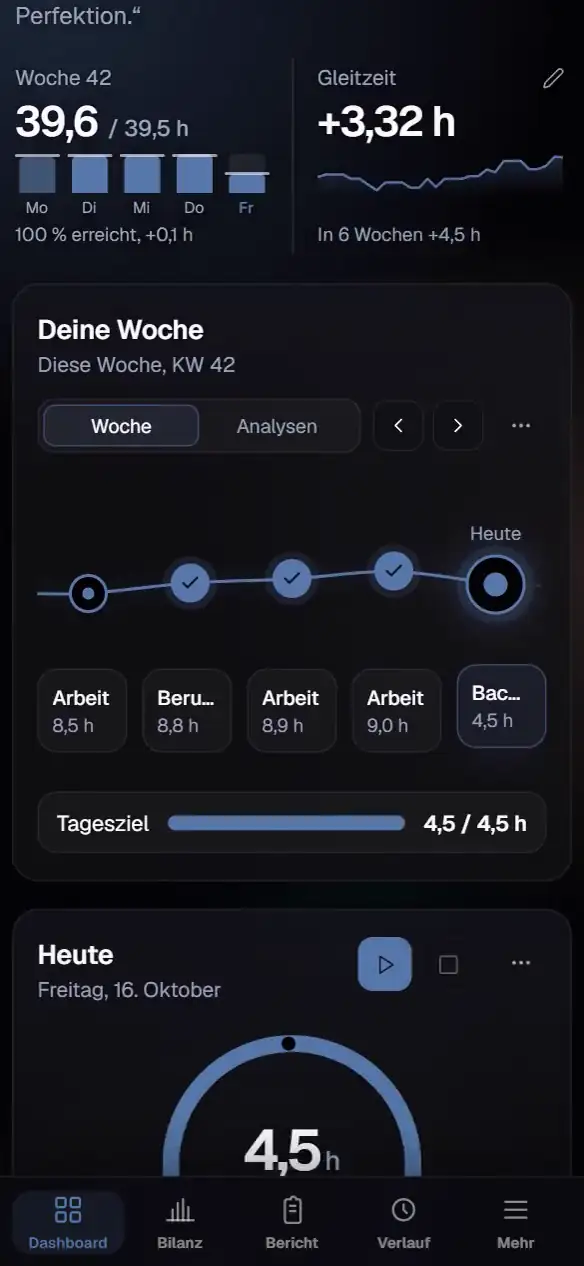 Perfektion.“
Woche 42
39,6 / 39,5 h
Mo Di Mi Do Fr
100 % erreicht, +0,1 h
Gleitzeit
+3,32 h
In 6 Wochen +4,5 h
Deine Woche
Diese Woche, KW 42
Woche Analysen
Heute
Arbeit
8,5 h
Beru...
8,8 h
Arbeit
8,9 h
Arbeit
9,0 h
Bac...
4,5 h
Tagesziel 4,5 / 4,5 h
Heute
Freitag, 16. Oktober
4,5 h
Dashboard Bilanz Bericht Verlauf Mehr